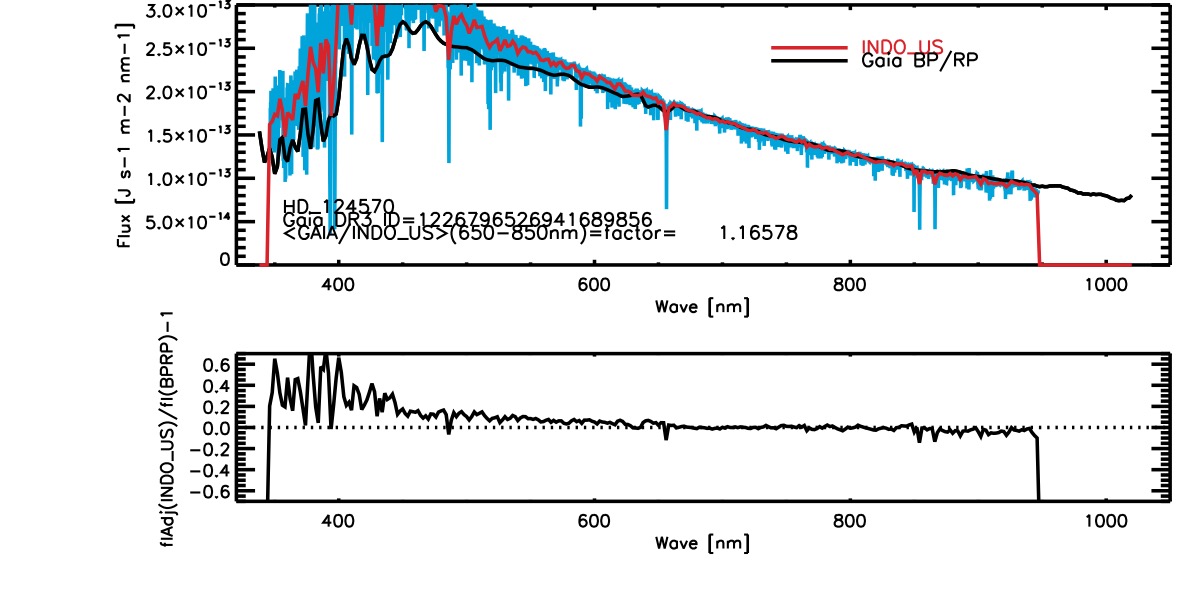 3.0×10−13
2.5×10−13
2.0×10−13
1.5×10−13
1.0×10−13
5.0×10−14
0
Flux [J s−1 m−2 nm−1]
INDO_US
Gaia BP/RP
HD_124570
Gaia DR3 ID=1226796526941689856
<GAIA/INDO_US>(650−850nm)=factor= 1.16578
400 600 800 1000
Wave [nm]
flAdj(INDO_US)/fl(BPRP)−1
0.6
0.4
0.2
0.0
−0.2
−0.4
−0.6
400 600 800 1000
Wave [nm]